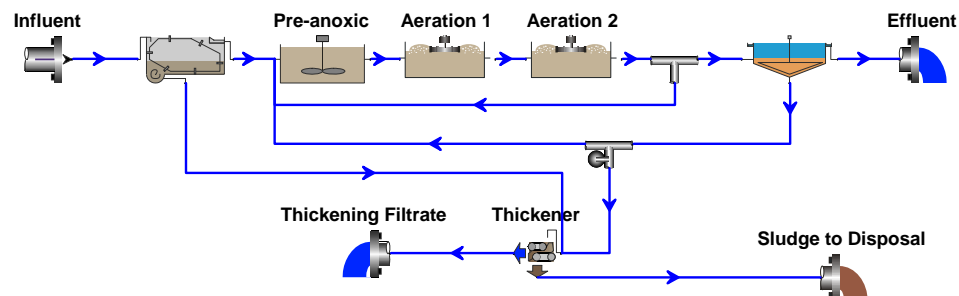 Influent
Pre-anoxic
Aeration 1
Aeration 2
Effluent
Thickening Filtrate
Thickener
Sludge to Disposal